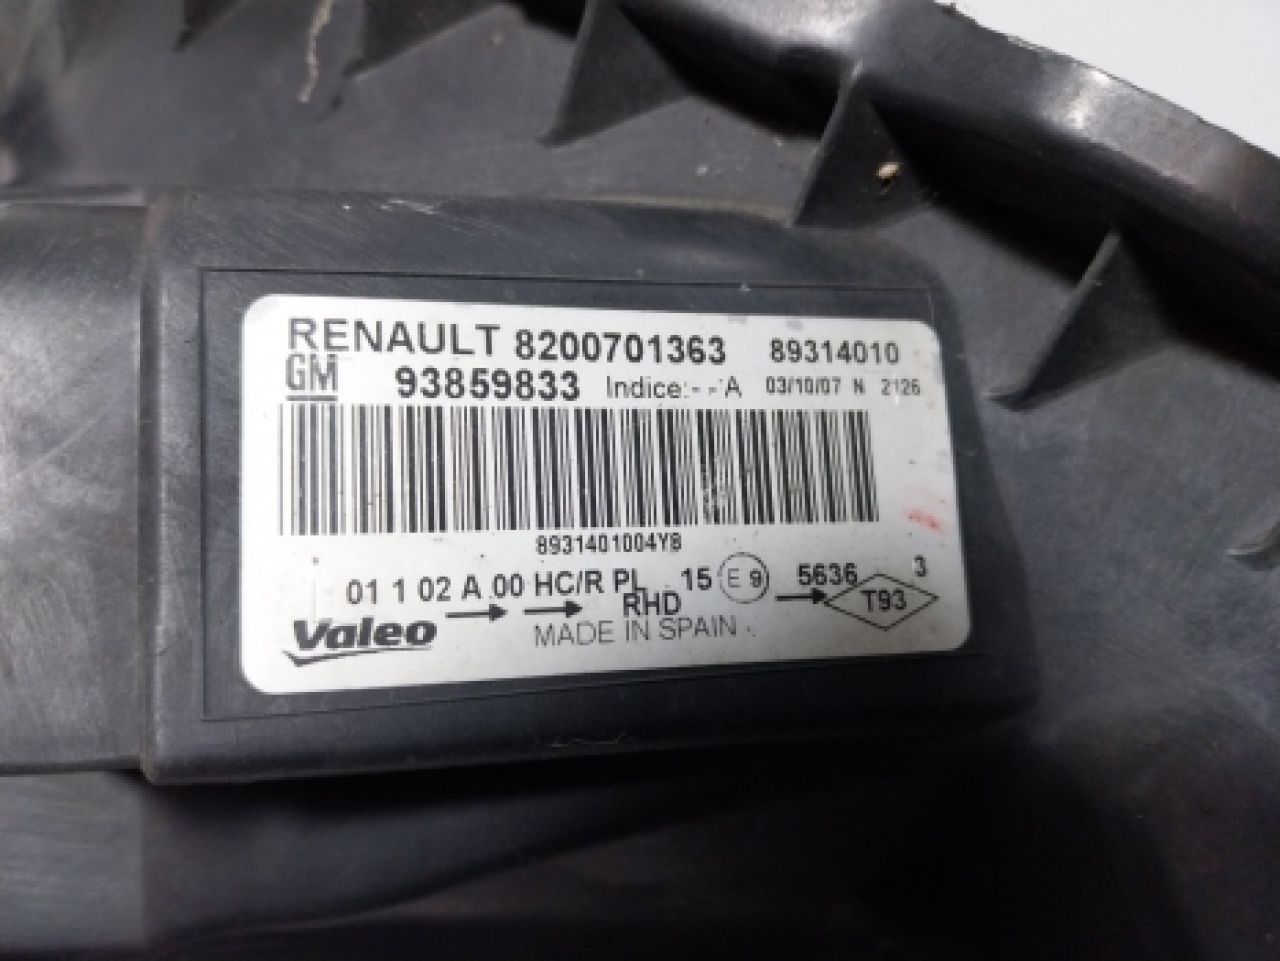 RENAULT 8200701363 89314010
GM 93859833 Indice:- -A 03/10/07 N 2126
8931401004Y8
01 1 02 A 00 HC/R PL 15 E9 5636 3
RHD T93
Valeo MADE IN SPAIN